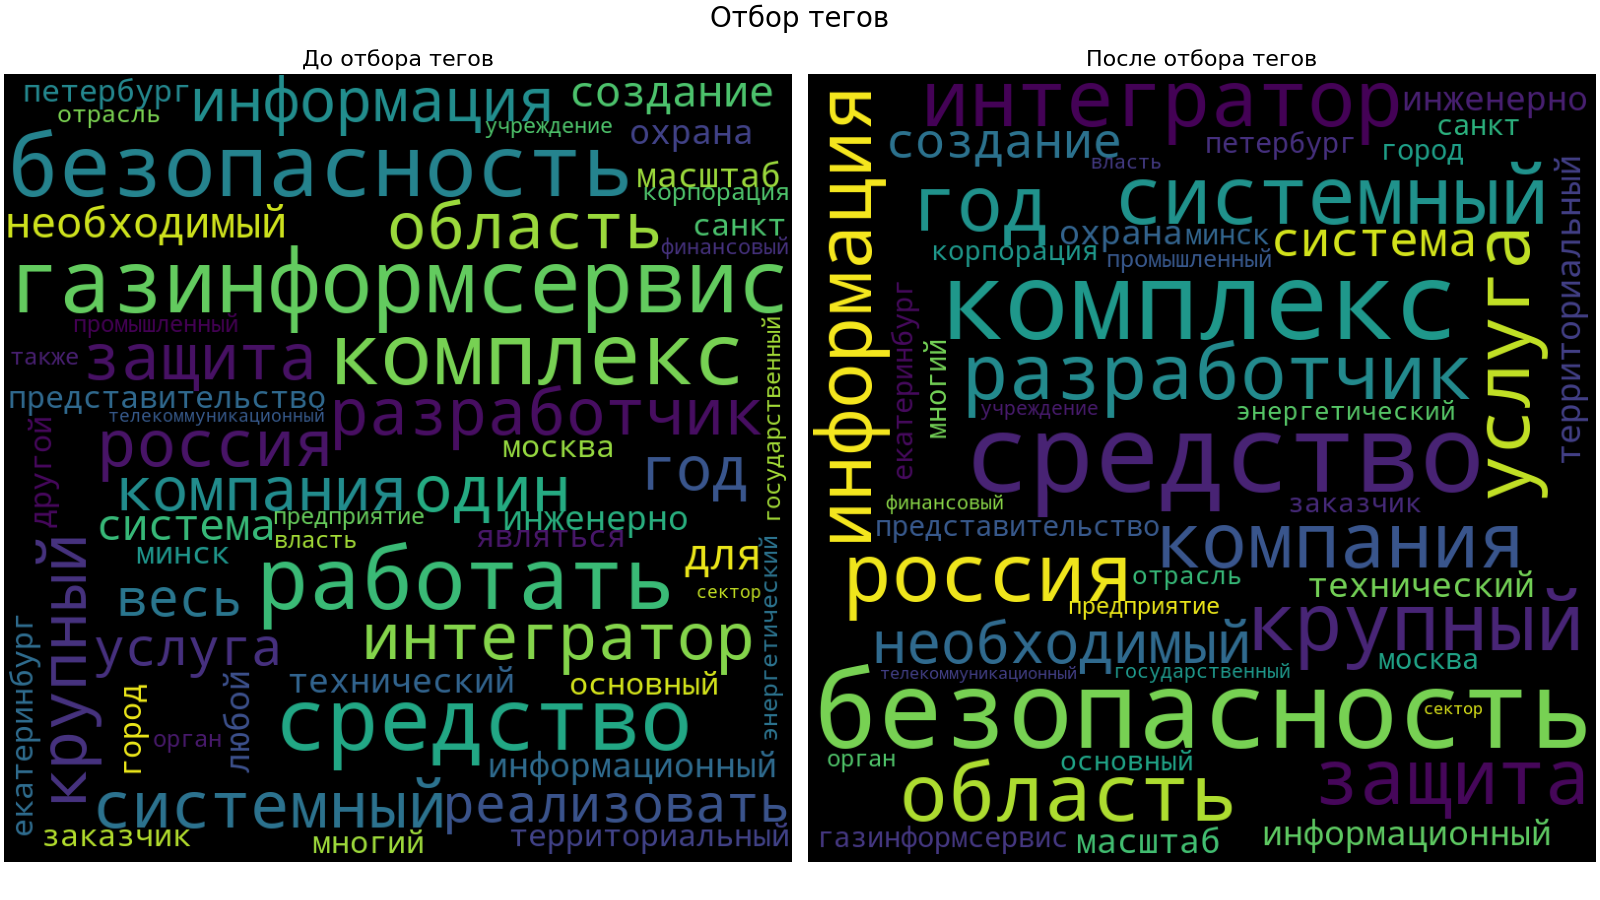 Отбор тегов
До отбора тегов
петербург
информация
создание
отрасль
учреждение
охрана
безопасность
масштаб
корпорация
необходимый
область
санкт
финансовый
газинформсервис
промышленный
также
защита
комплекс
государственный
представительство
телекоммуникационный
разработчик
другой
россия
москва
год
компания
один
система
предприятие
инженерно
власть
являться
минск
для
крупный
работать
сектор
энергетический
весь
интегратор
услуга
екатеринбург
технический
основный
город
любой
средство
орган
с
информационный
системный
реализовать
заказчик
многий
территориальный
После отбора тегов
информация
интегратор
инженерно
санкт
создание
петербург
город
власть
территориальный
год
системный
охрана
минск
система
корпорация
промышленный
услуга
комплекс
екатеринбург
многий
разработчик
учреждение
энергетический
средство
финансовый
заказчик
представительство
компания
россия
отрасль
технический
предприятие
крупный
необходимый
москва
телекоммуникационный
государственный
безопасность
сектор
орган
основный
область
защита
газинформсервис
масштаб
информационный